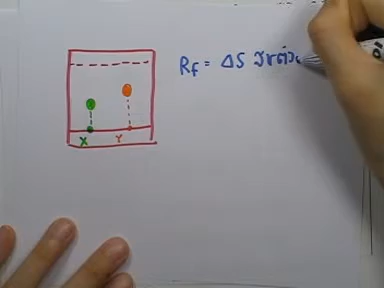 Rf = ΔS
X Y